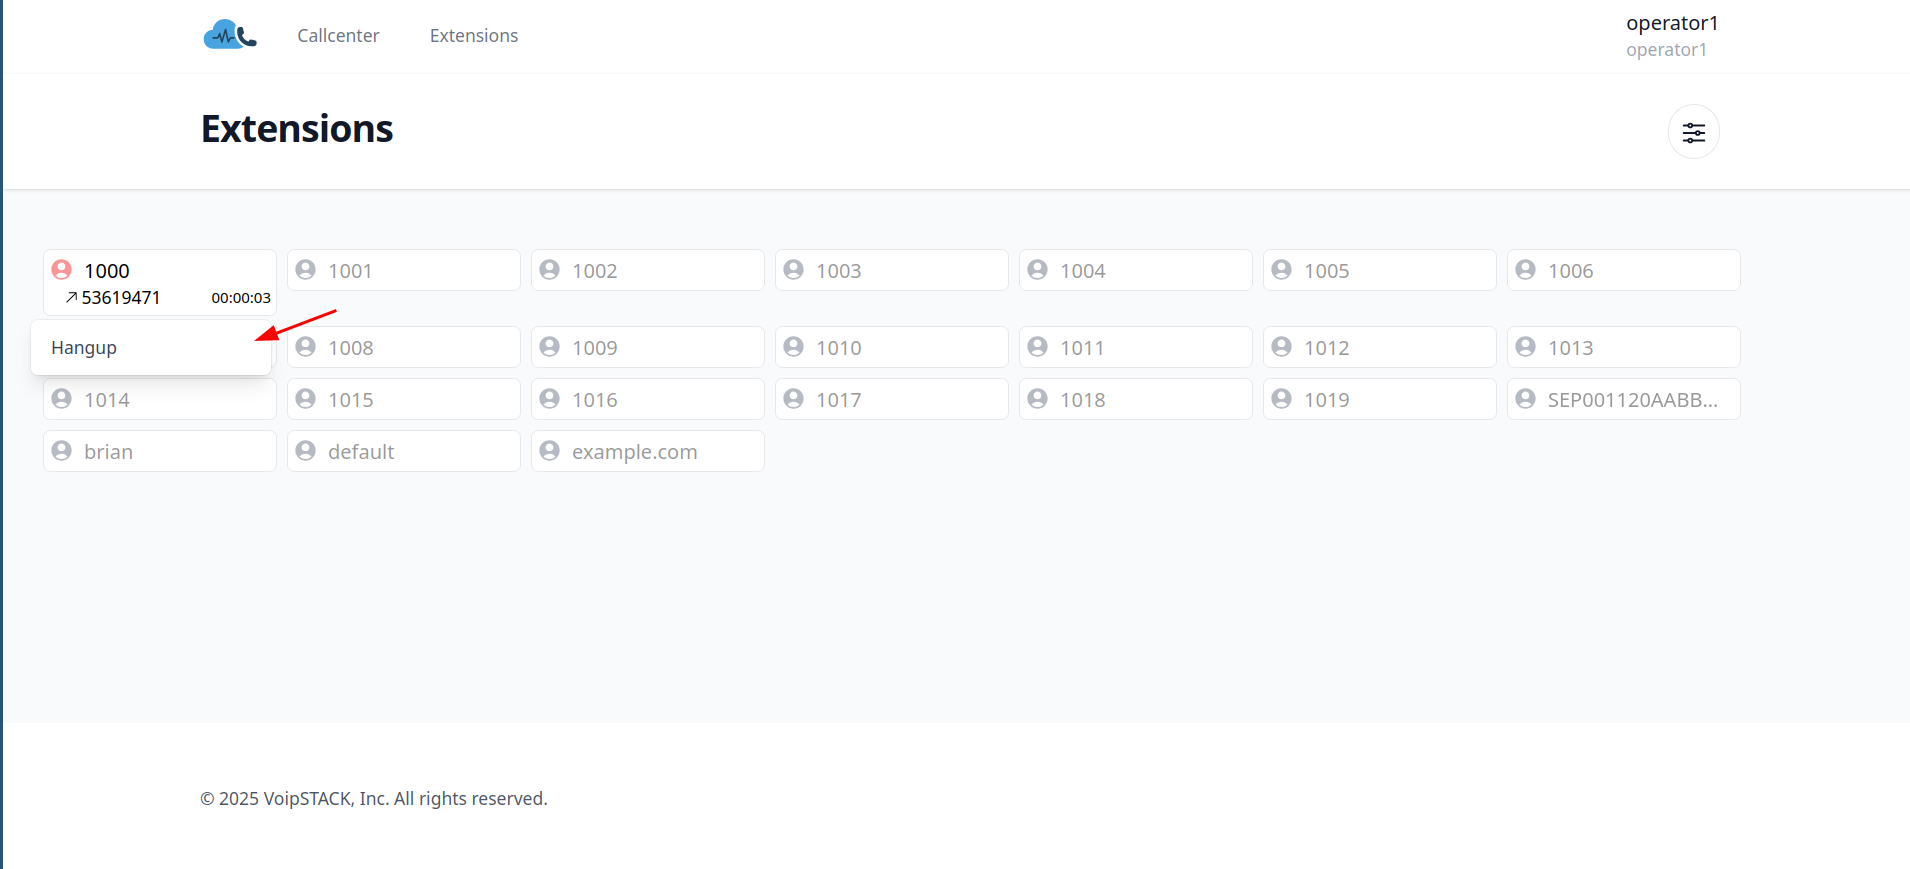 Callcenter Extensions
operator1
operator1
Extensions
1000 1001 1002 1003 1004 1005 1006
53619471 00:00:03
Hangup 1008 1009 1010 1011 1012 1013
1014 1015 1016 1017 1018 1019 SEP001120AABB...
brian default example.com
© 2025 VoipSTACK, Inc. All rights reserved.